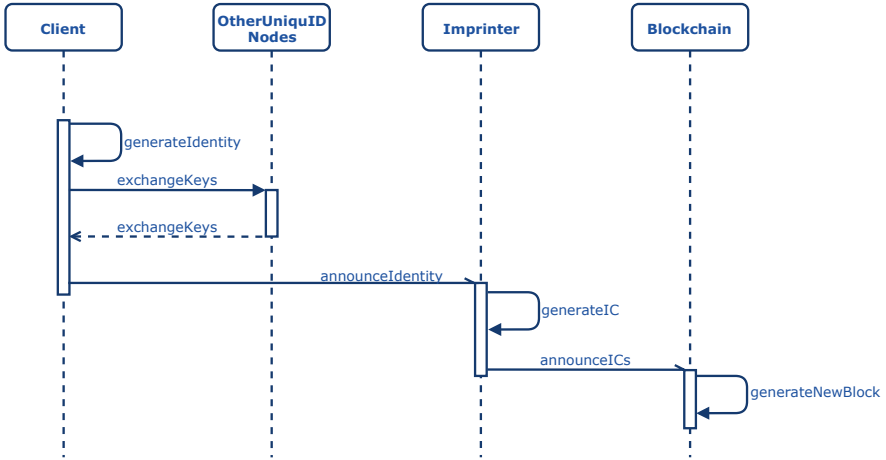 Client
OtherUniquID
Nodes
Imprinter
Blockchain
generateIdentity
exchangeKeys
exchangeKeys
announceIdentity
generateIC
announceICs
generateNewBlock